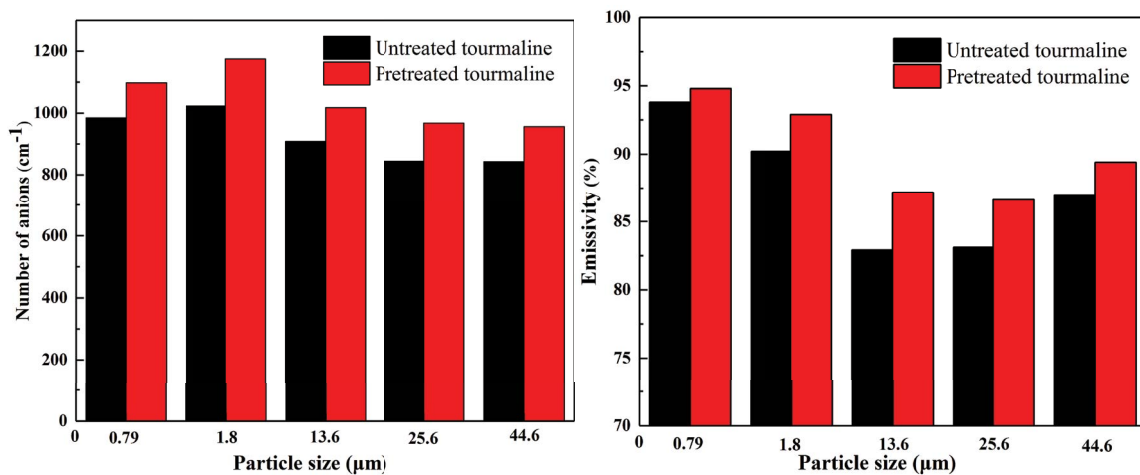 1200
1000
800
600
400
200
0
Number of anions (cm-1)
Untreated tourmaline
Fretreated tourmaline
0 0.79 1.8 13.6 25.6 44.6
Particle size (µm)
100
95
90
85
80
75
70
Emissivity (%)
Untreated tourmaline
Pretreated tourmaline
0 0.79 1.8 13.6 25.6 44.6
Particle size (µm)